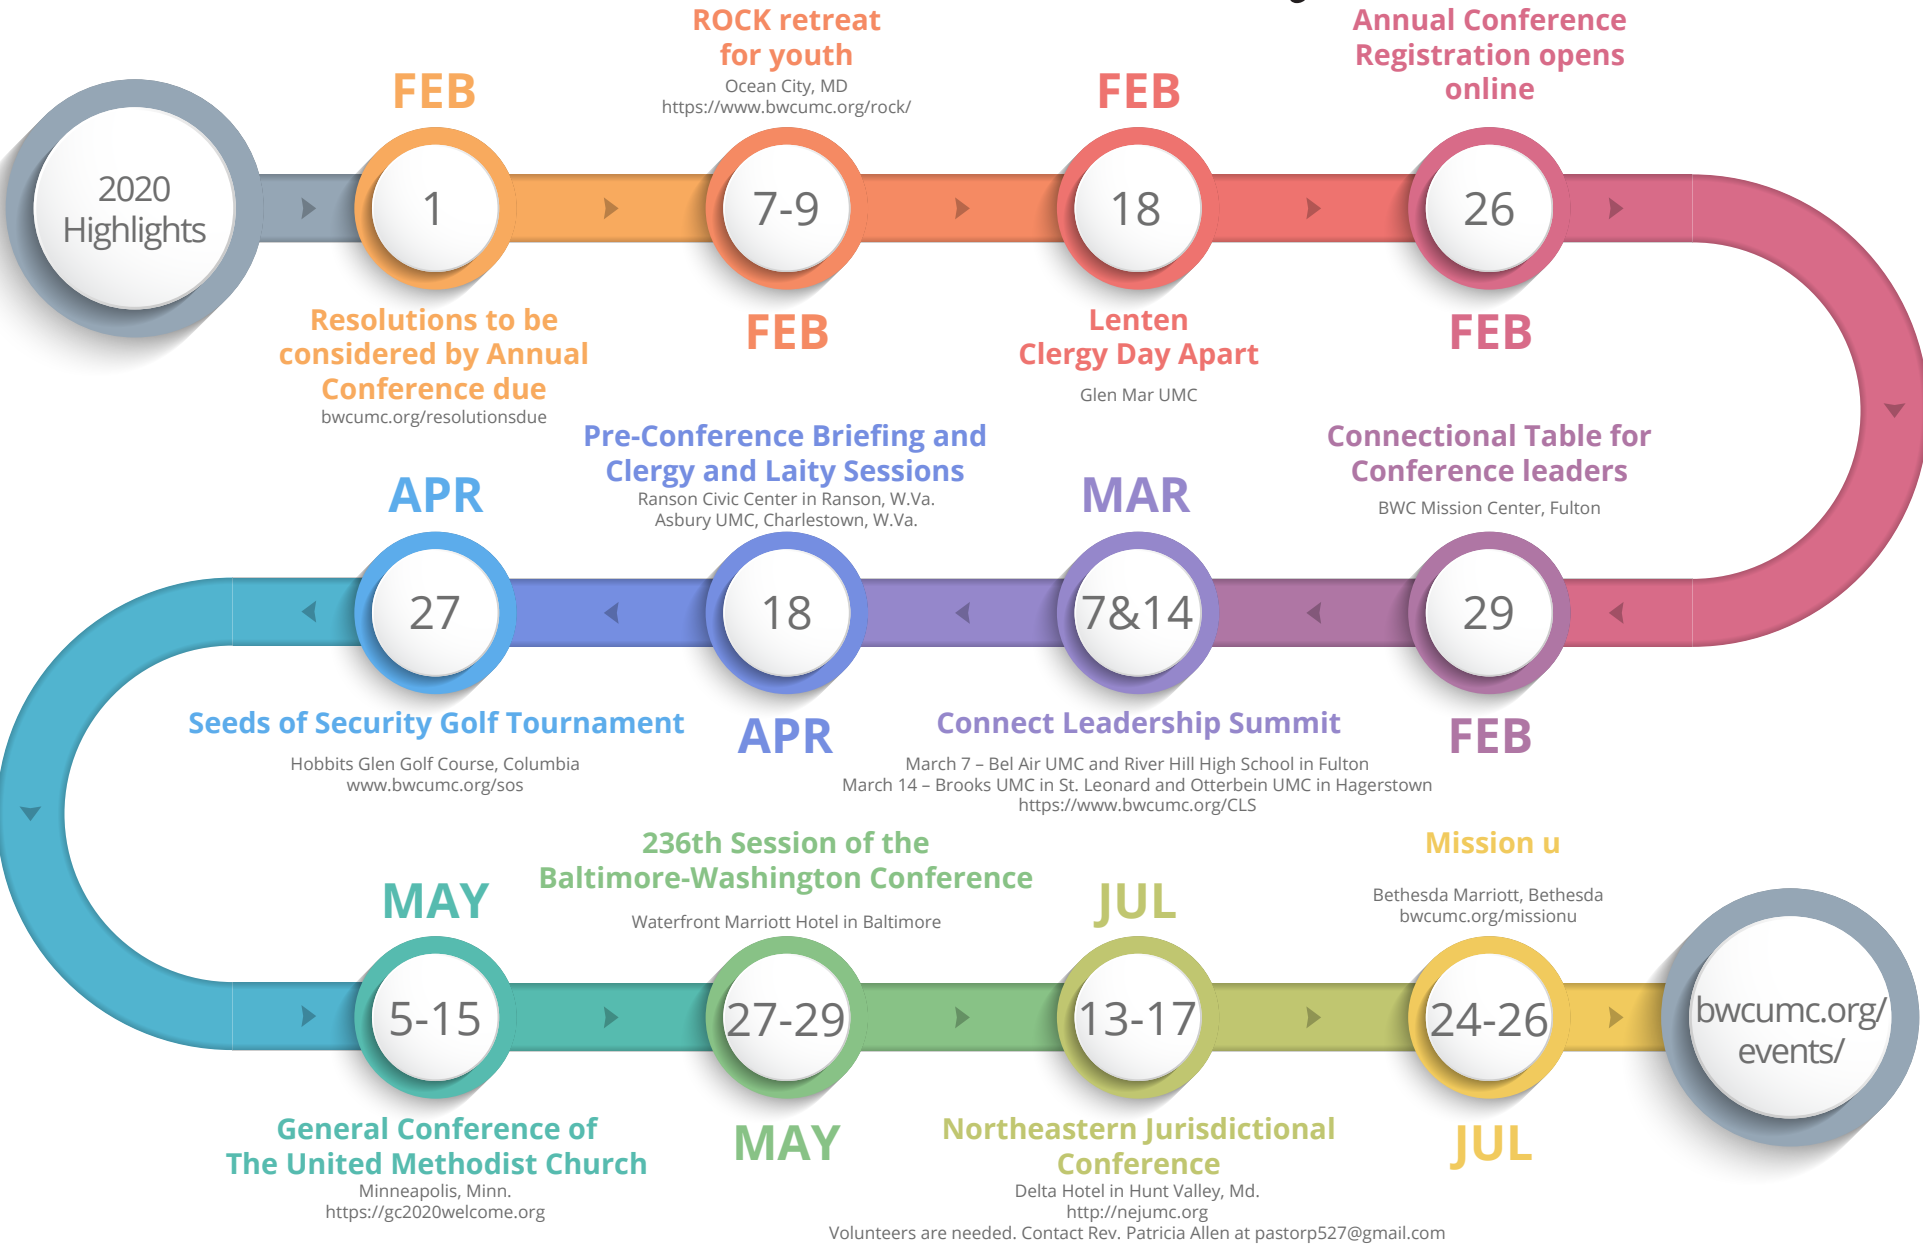 2020
Highlights
FEB
1
Resolutions to be
considered by Annual
Conference due
bwcumc.org/resolutionsdue
ROCK retreat
for youth
Ocean City, MD
https://www.bwcumc.org/rock/
7-9
FEB
FEB
18
Lenten
Clergy Day Apart
Glen Mar UMC
Annual Conference
Registration opens
online
26
FEB
Connectional Table for
Conference leaders
BWC Mission Center, Fulton
29
FEB
MAR
7&14
Connect Leadership Summit
March 7 – Bel Air UMC and River Hill High School in Fulton
March 14 – Brooks UMC in St. Leonard and Otterbein UMC in Hagerstown
https://www.bwcumc.org/CLS
Pre-Conference Briefing and
Clergy and Laity Sessions
Ranson Civic Center in Ranson, W.Va.
Asbury UMC, Charlestown, W.Va.
18
APR
APR
27
Seeds of Security Golf Tournament
Hobbits Glen Golf Course, Columbia
www.bwcumc.org/sos
MAY
5-15
General Conference of
The United Methodist Church
Minneapolis, Minn.
https://gc2020welcome.org
236th Session of the
Baltimore-Washington Conference
Waterfront Marriott Hotel in Baltimore
27-29
MAY
JUL
13-17
Northeastern Jurisdictional
Conference
Delta Hotel in Hunt Valley, Md.
http://nejumc.org
Volunteers are needed. Contact Rev. Patricia Allen at pastorp527@gmail.com
Mission u
Bethesda Marriott, Bethesda
bwcumc.org/missionu
24-26
JUL
bwcumc.org/
events/